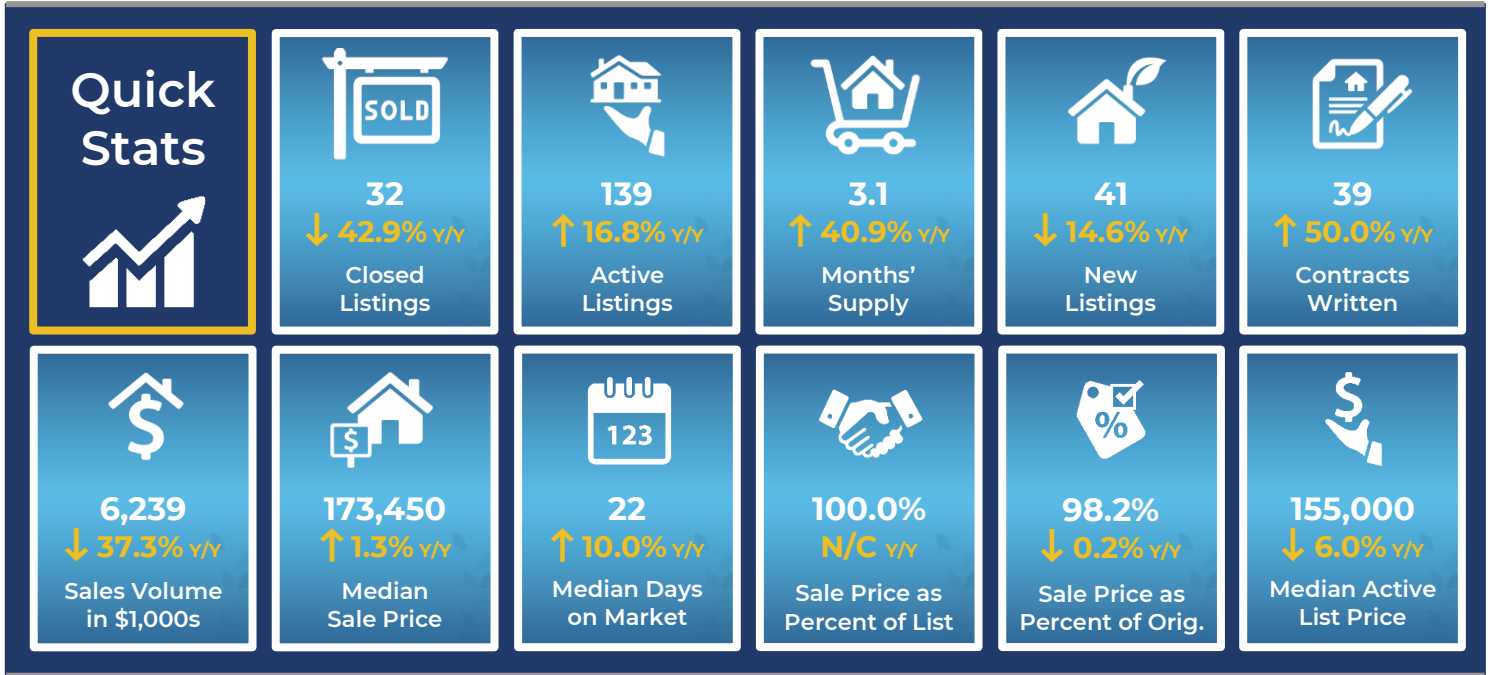 Quick
Stats
SOLD
32
↓ 42.9% Y/Y
Closed
Listings
139
↑ 16.8% Y/Y
Active
Listings
3.1
↑ 40.9% Y/Y
Months’
Supply
41
↓ 14.6% Y/Y
New
Listings
39
↑ 50.0% Y/Y
Contracts
Written
$
6,239
↓ 37.3% Y/Y
Sales Volume
in $1,000s
$
173,450
↑ 1.3% Y/Y
Median
Sale Price
123
22
↑ 10.0% Y/Y
Median Days
on Market
100.0%
N/C Y/Y
Sale Price as
Percent of List
%
98.2%
↓ 0.2% Y/Y
Sale Price as
Percent of Orig.
$
155,000
↓ 6.0% Y/Y
Median Active
List Price